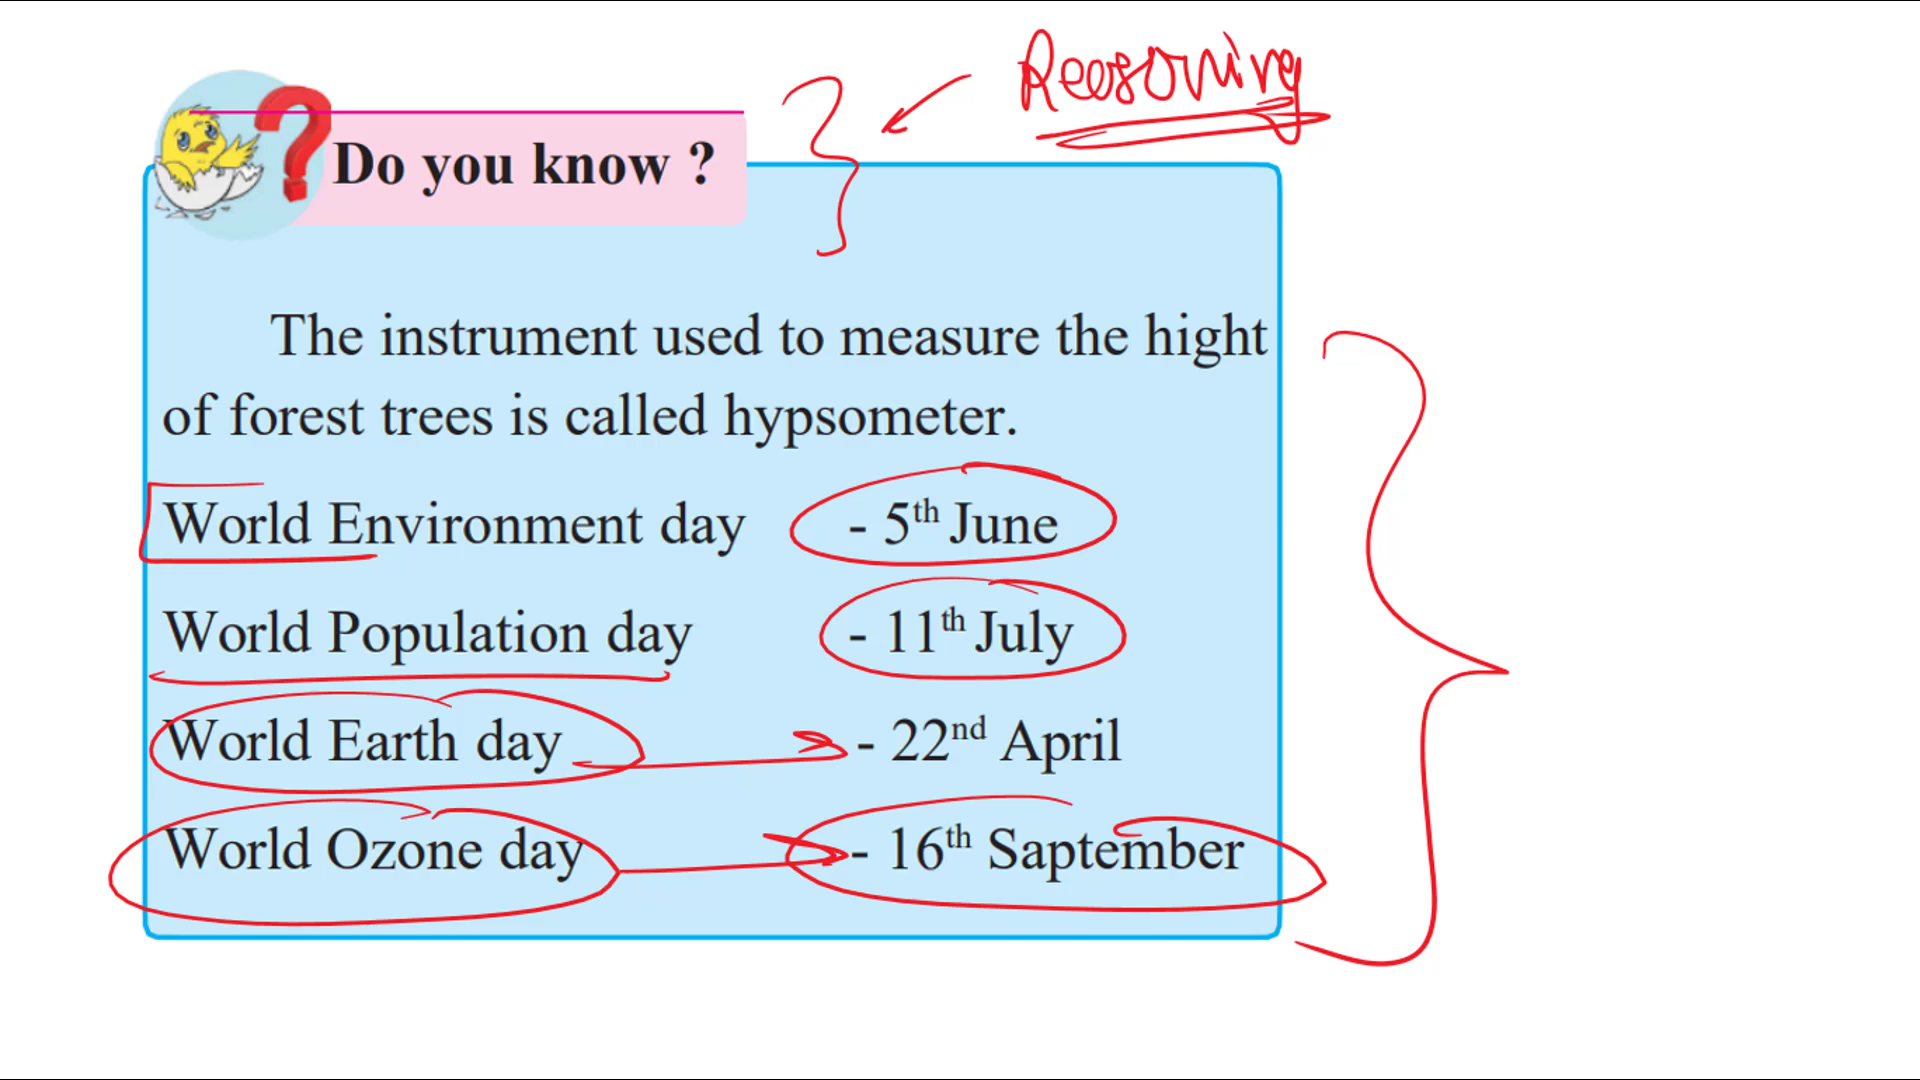 Reasoning
Do you know ?
The instrument used to measure the hight
of forest trees is called hypsometer.
World Environment day - 5th June
World Population day - 11th July
World Earth day - 22nd April
World Ozone day - 16th Saptember